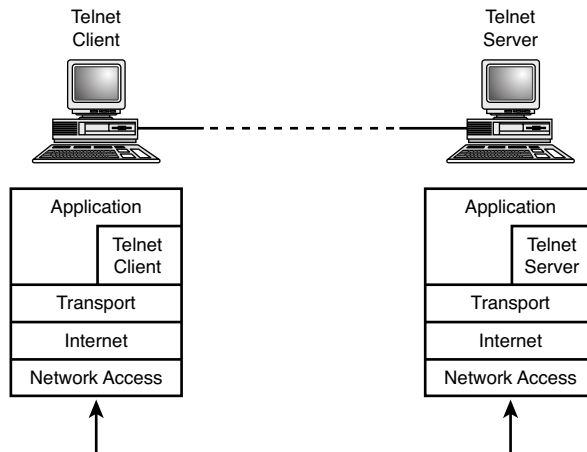 Telnet
Client
Telnet
Server
Application
Telnet
Client
Transport
Internet
Network Access
Application
Telnet
Server
Transport
Internet
Network Access